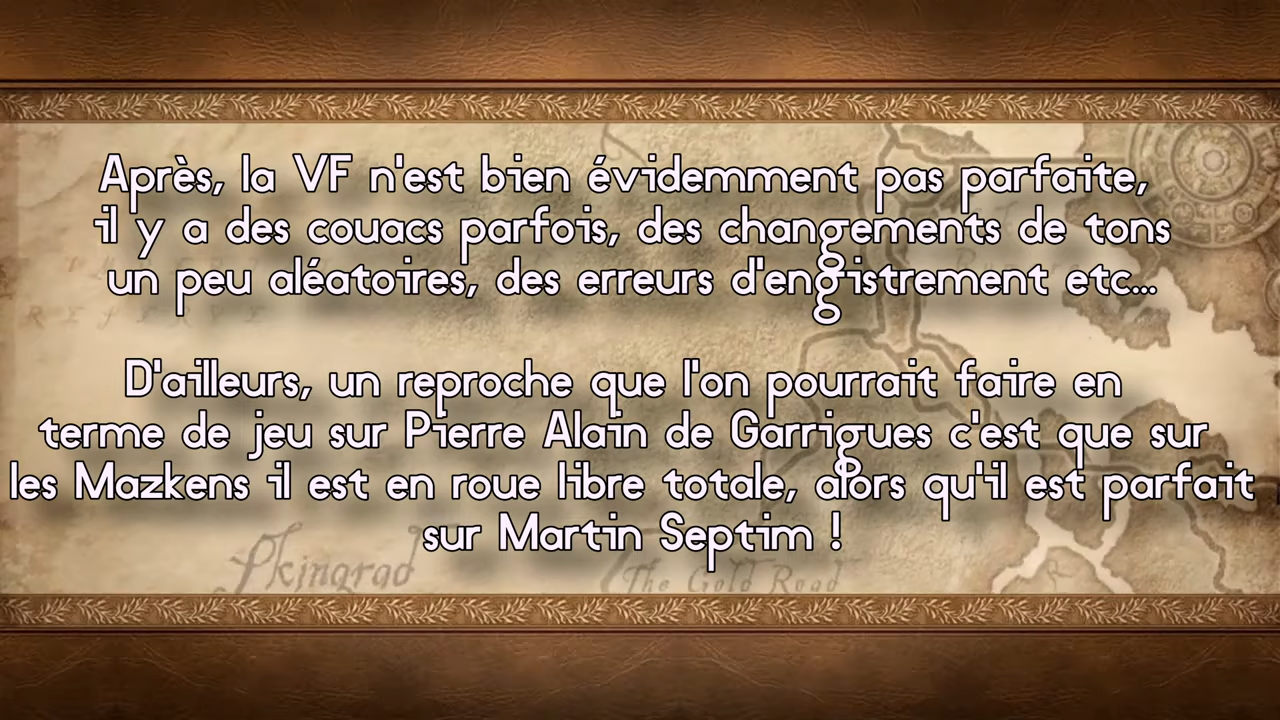 Après, la VF n'est bien évidemment pas parfaite,
il y a des couacs parfois, des changements de tons
un peu aléatoires, des erreurs d'engistrement etc...
D'ailleurs, un reproche que l'on pourrait faire en
terme de jeu sur Pierre Alain de Garrigues c'est que sur
les Mazkens il est en roue libre totale, alors qu'il est parfait
sur Martin Septim !
The Gold Road